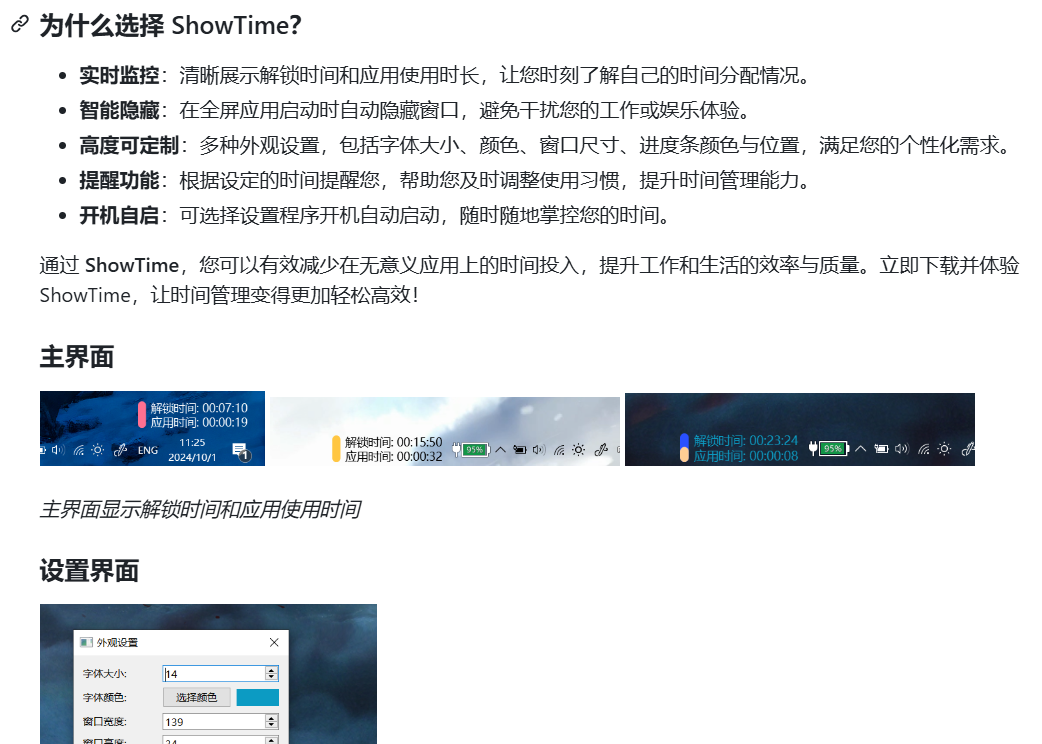 为什么选择 ShowTime?
实时监控：清晰展示解锁时间和应用使用时长，让您时刻了解自己的时间分配情况。
智能隐藏：在全屏应用启动时自动隐藏窗口，避免干扰您的工作或娱乐体验。
高度可定制：多种外观设置，包括字体大小、颜色、窗口尺寸、进度条颜色与位置，满足您的个性化需求。
提醒功能：根据设定的时间提醒您，帮助您及时调整使用习惯，提升时间管理能力。
开机自启：可选择设置程序开机自动启动，随时随地掌控您的时间。
通过 ShowTime，您可以有效减少在无意义应用上的时间投入，提升工作和生活的效率与质量。立即下载并体验
ShowTime，让时间管理变得更加轻松高效！
主界面
解锁时间: 00:07:10
应用时间: 00:00:19
ENG
11:25
2024/10/1
1
解锁时间: 00:15:50
应用时间: 00:00:32
95%
解锁时间: 00:23:24
应用时间: 00:00:08
95%
主界面显示解锁时间和应用使用时间
设置界面
外观设置
字体大小: 14
字体颜色: 选择颜色
窗口宽度: 139
窗口高度: 34